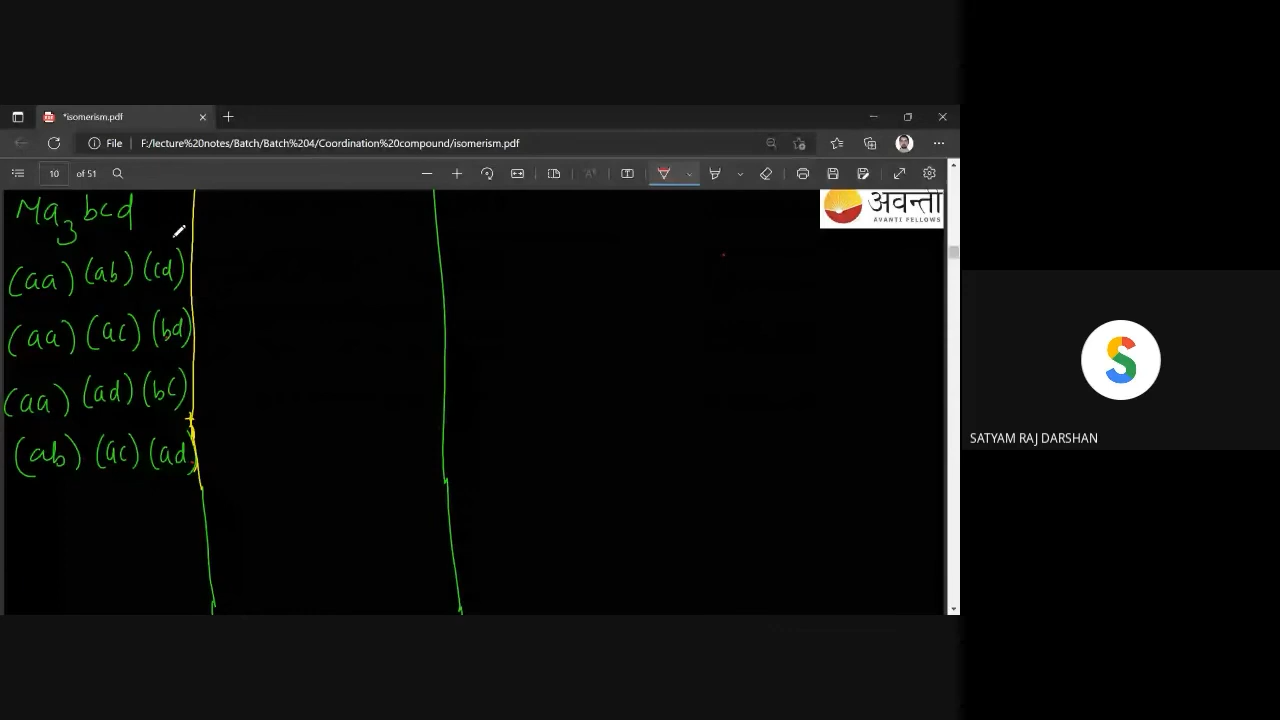 *isomerism.pdf
File F:/lecture%20notes/Batch/Batch%204/Coordination%20compound/isomerism.pdf
10 of 51
अवन्ती
AVANTI FELLOWS
Ma3bcd
(aa) (ab) (cd)
(aa) (ac) (bd)
(aa) (ad) (bc)
(ab) (ac) (ad)
S
SATYAM RAJ DARSHAN